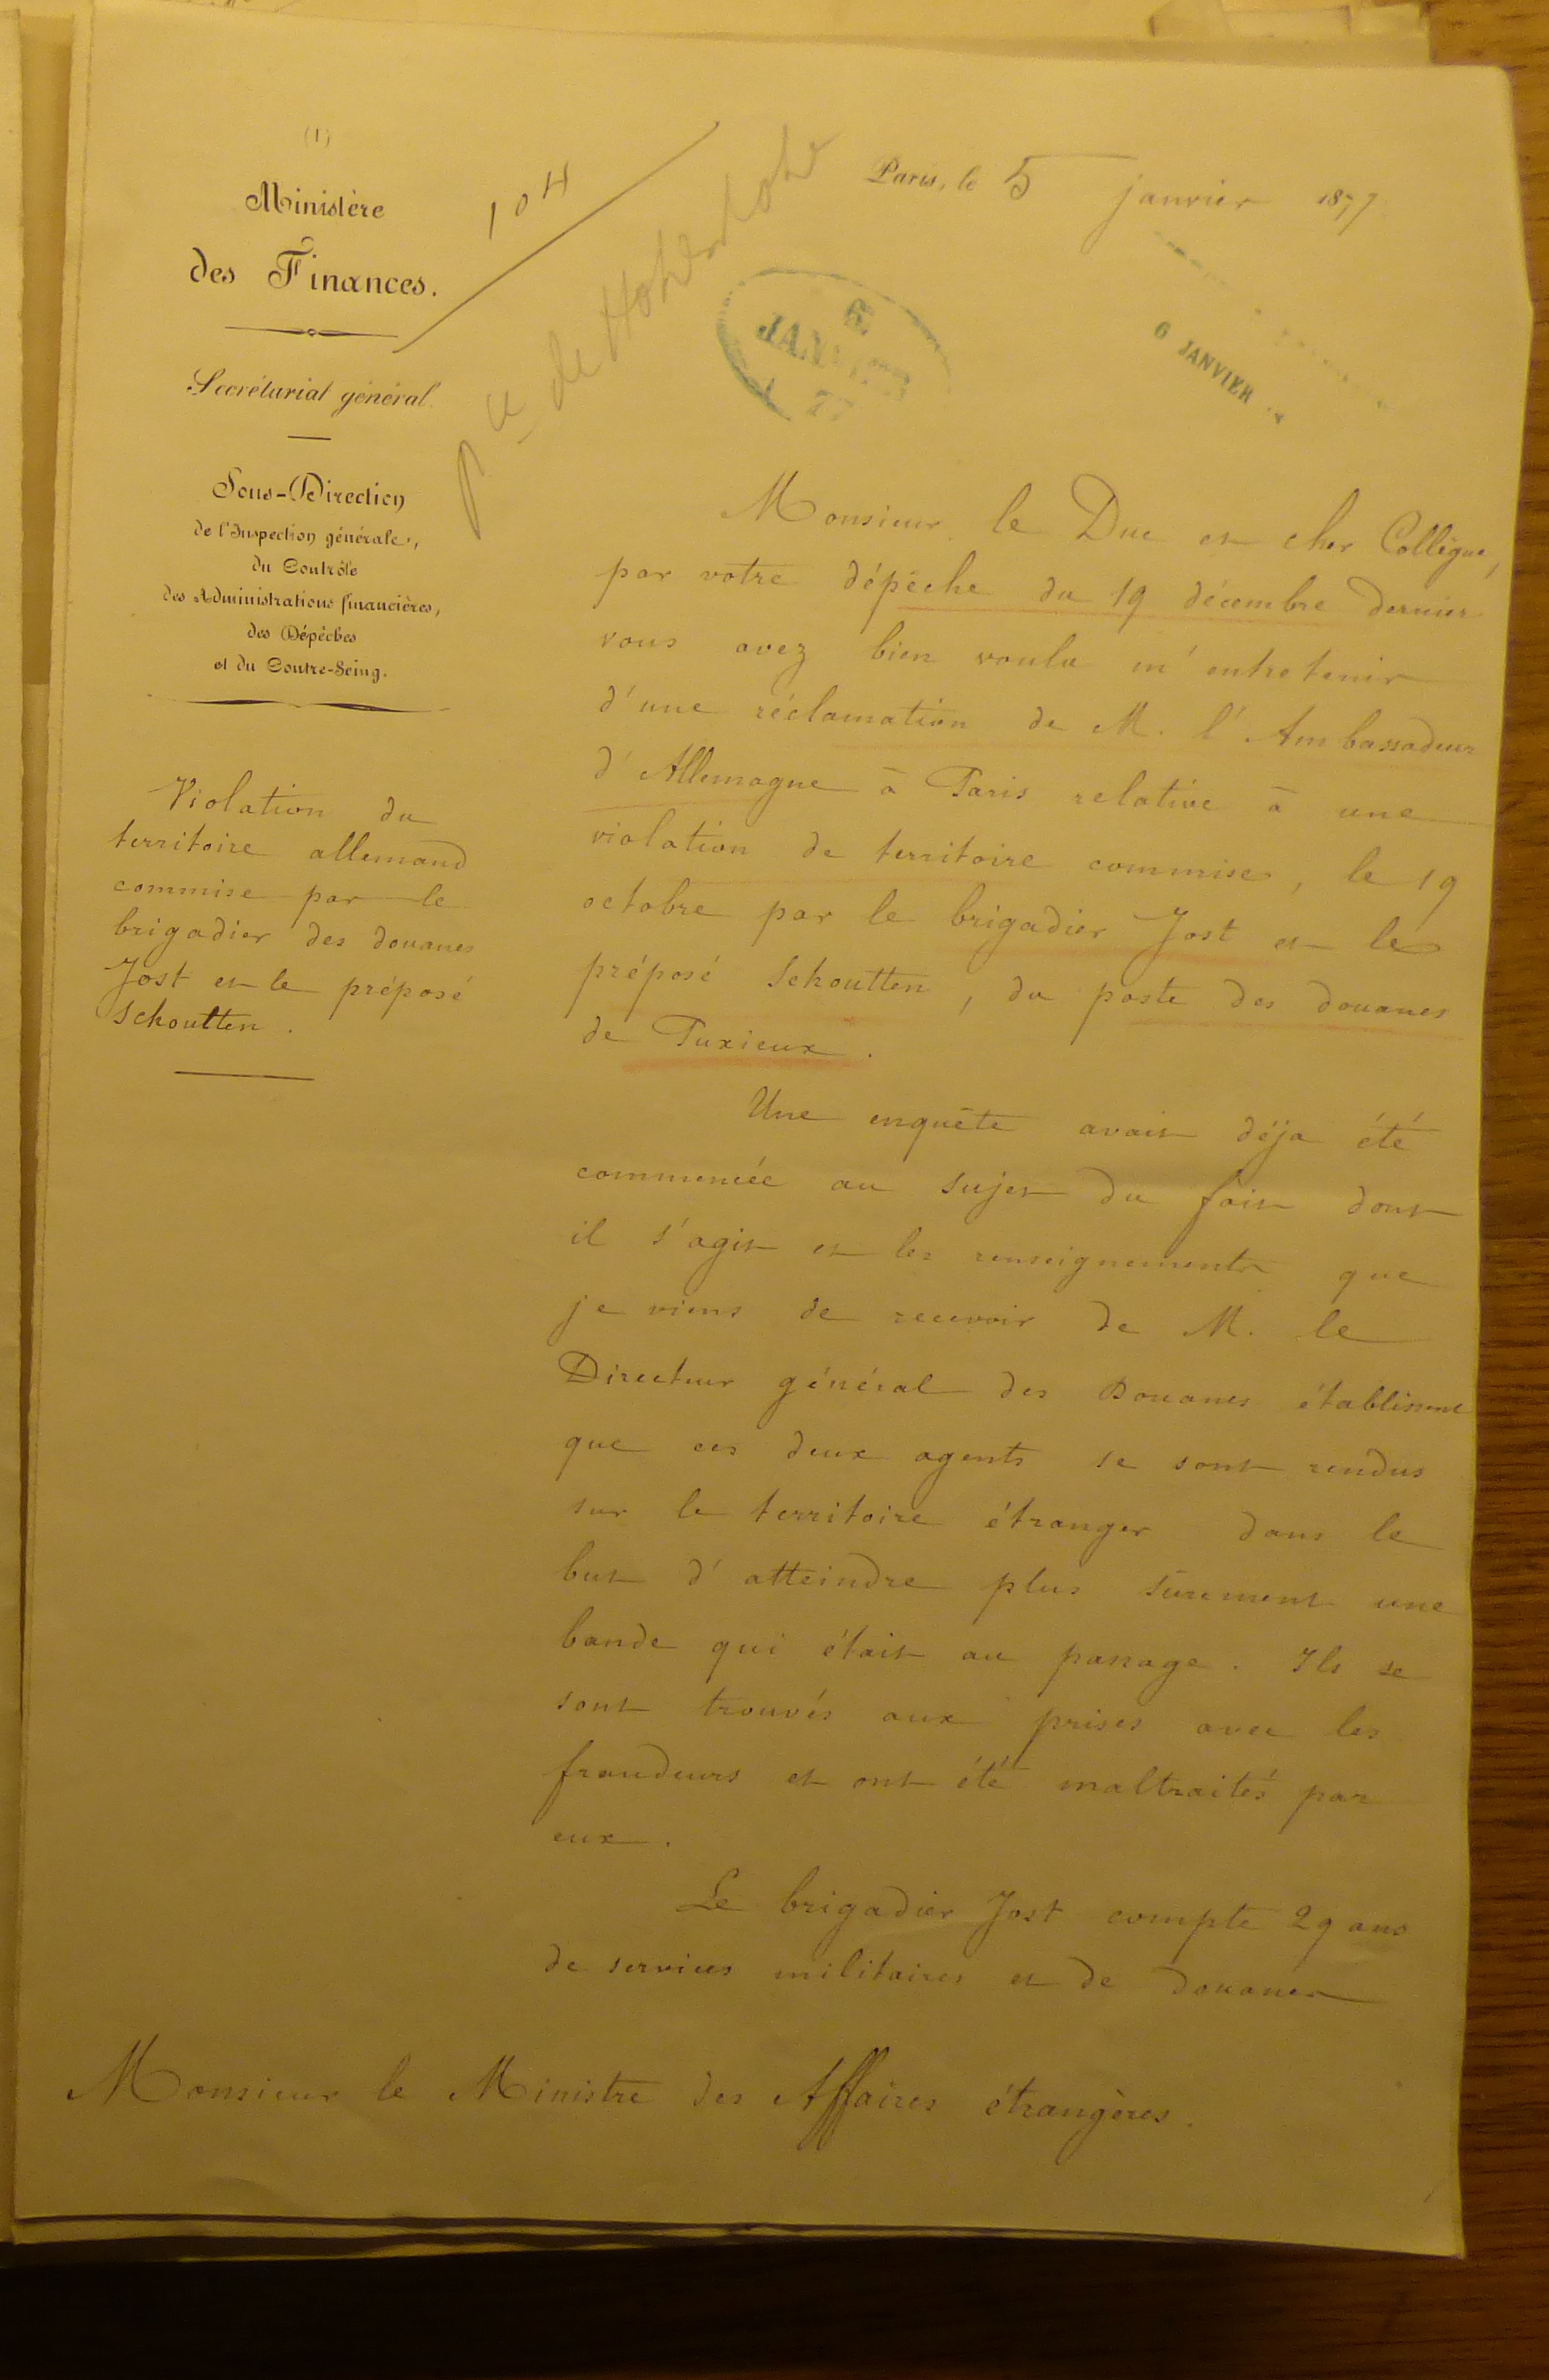 (1)
Ministère
des Finances.
Secrétariat général.
Sous-Direction
de l'Inspection générale,
du Contrôle
des Administrations financières,
des Dépêches
et du Contre-Seing.
104
Pce de Hohenlohe
Paris, le 5 janvier 1877
6
JANVIER
77
6 JANVIER
Violation du
territoire allemand
commise par le
brigadier des douanes
Jost et le préposé
Schoutten.
Monsieur le Duc et cher Collègue,
par votre dépêche du 19 décembre dernier
vous avez bien voulu m'entretenir
d'une réclamation de M. l'Ambassadeur
d'Allemagne à Paris relative à une
violation de territoire commise, le 19
octobre par le brigadier Jost et le
préposé Schoutten, du poste des douanes
de Puxieux.
Une enquête avait déja été
commencée au sujet du fait dont
il s'agit et les renseignements que
je viens de recevoir de M. le
Directeur général des Douanes établissent
que ces deux agents se sont rendus
sur le territoire étranger dans le
but d'atteindre plus sûrement une
bande qui était au passage. Ils se
sont trouvés aux prises avec les
fraudeurs et ont été maltraités par
eux.
Le brigadier Jost compte 29 ans
de services militaires et de douanes
Monsieur le Ministre des Affaires étrangères.